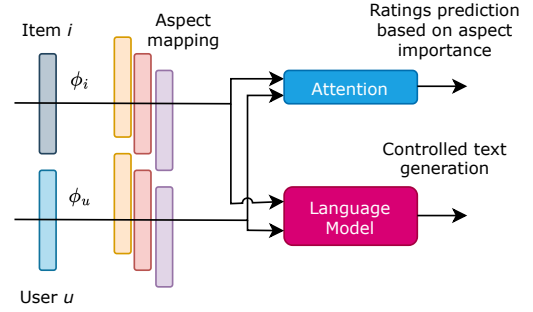 Item i
Aspect
mapping
Ratings prediction
based on aspect
importance
ϕi
Attention
Controlled text
generation
ϕu
Language
Model
User u